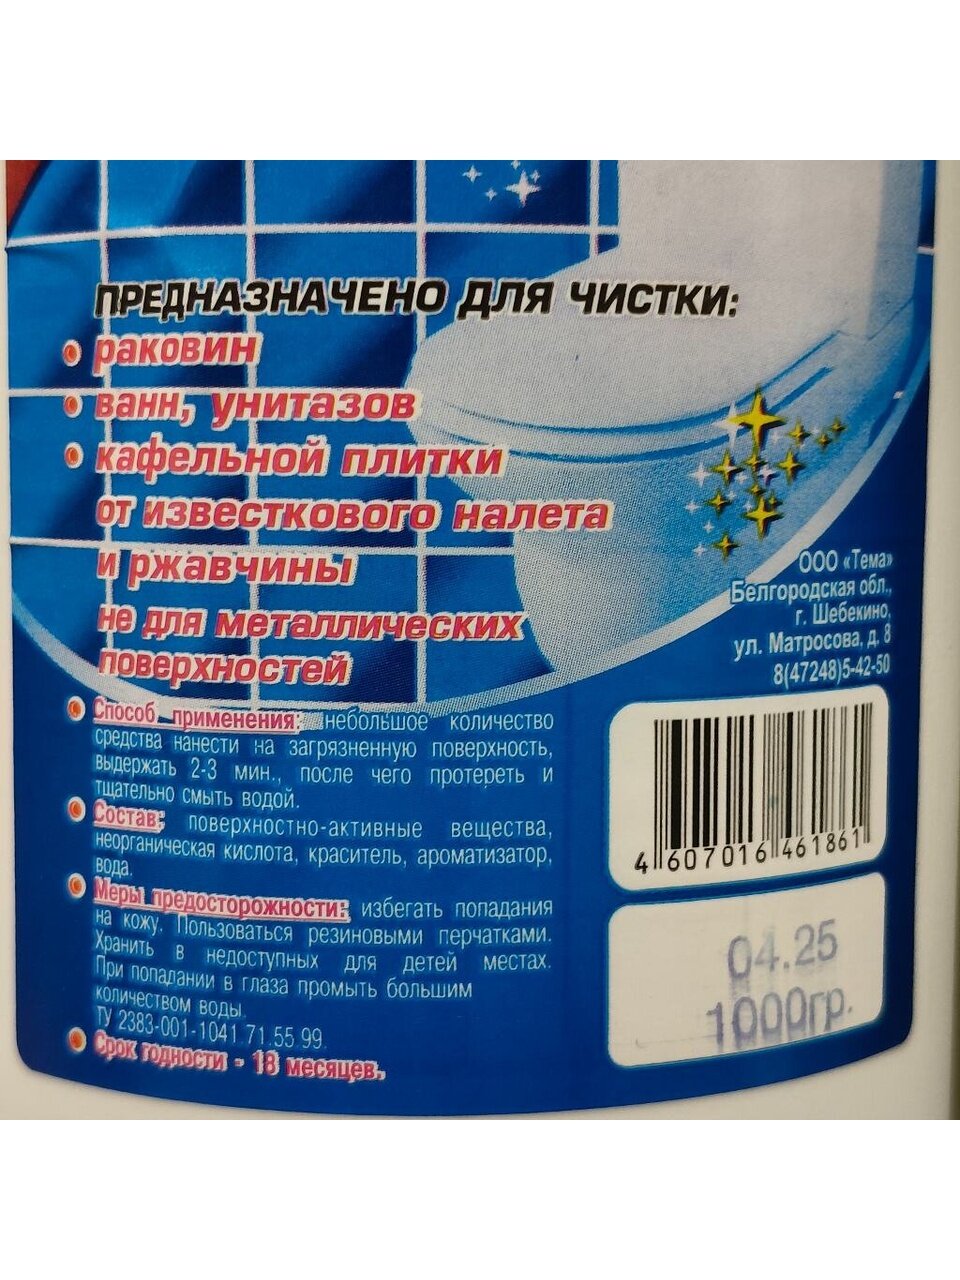 ПРЕДНАЗНАЧЕНО ДЛЯ ЧИСТКИ:
раковин
ванн, унитазов
кафельной плитки
от известкового налета
и ржавчины
не для металлических
поверхностей
ООО «Тема»
Белгородская обл.,
г. Шебекино,
ул. Матросова, д. 8
8(47248)5-42-50
Способ применения: небольшое количество
средства нанести на загрязненную поверхность,
выдержать 2-3 мин., после чего протереть и
тщательно смыть водой.
Состав: поверхностно-активные вещества,
неорганическая кислота, краситель, ароматизатор,
вода.
Меры предосторожности: избегать попадания
на кожу. Пользоваться резиновыми перчатками.
Хранить в недоступных для детей местах.
При попадании в глаза промыть большим
количеством воды.
ТУ 2383-001-1041.71.55.99.
Срок годности - 18 месяцев.
4 607016 461861
04.25
1000гр.